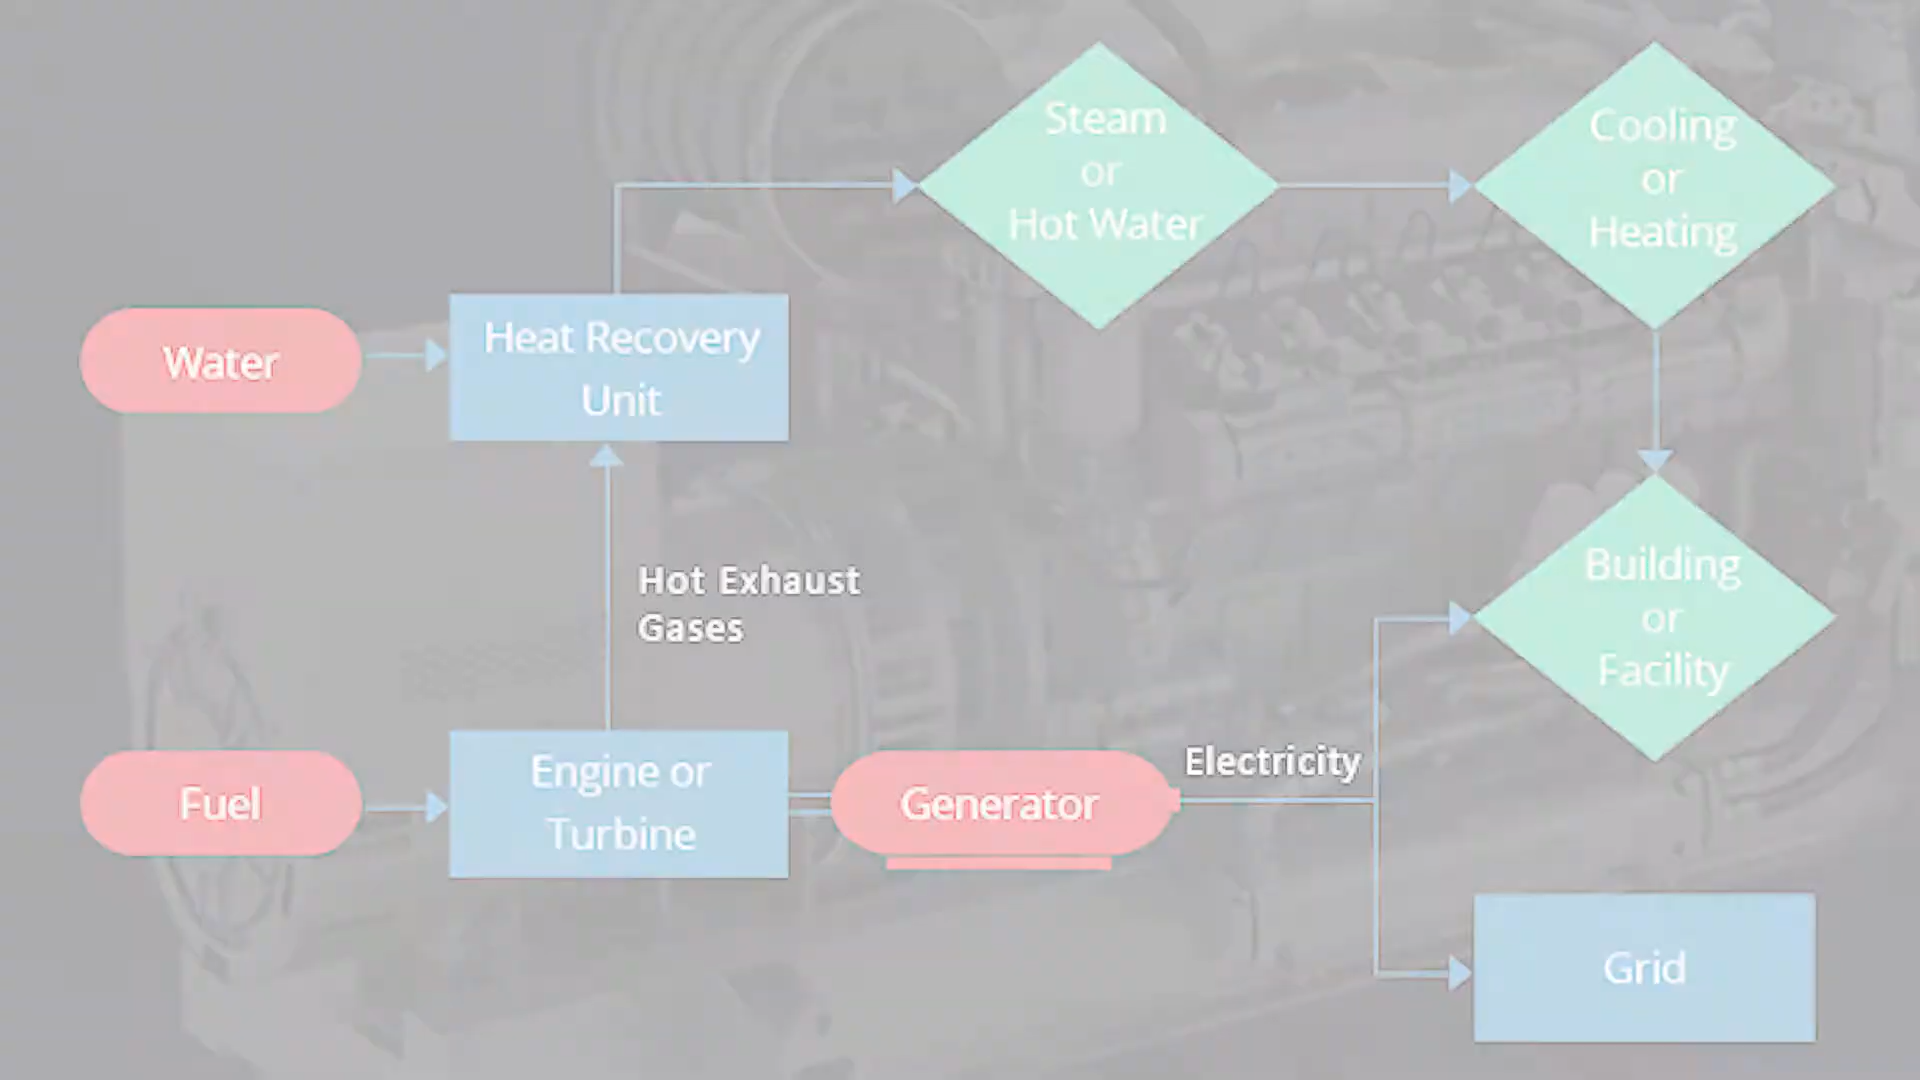 Steam
or
Hot Water
Cooling
or
Heating
Water
Heat Recovery
Unit
Hot Exhaust
Gases
Building
or
Facility
Fuel
Engine or
Turbine
Generator
Electricity
Grid